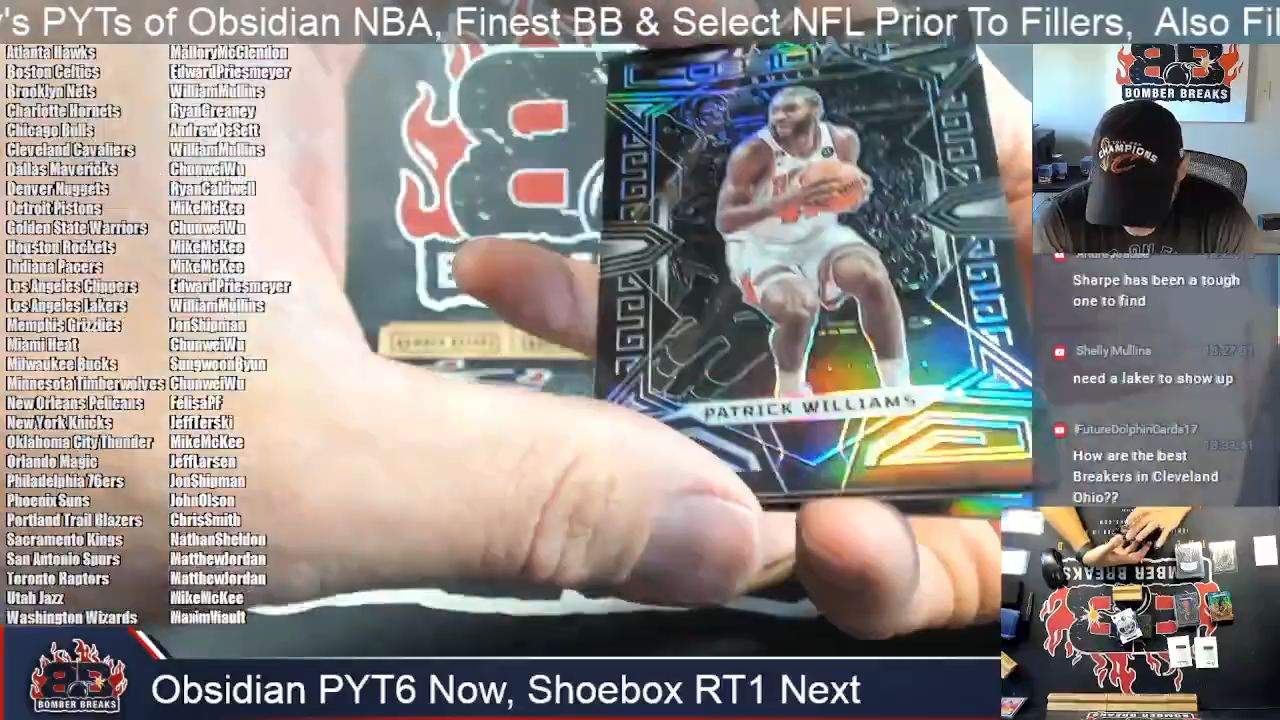 's PYTs of Obsidian NBA, Finest BB & Select NFL Prior To Fillers, Also Fil
Atlanta Hawks MalloryMcClendon
Boston Celtics EdwardPriesmeyer
Brooklyn Nets WilliamMullins
Charlotte Hornets RyanGreaney
Chicago Bulls AndrewDeSett
Cleveland Cavaliers WilliamMullins
Dallas Mavericks ChunweiWu
Denver Nuggets RyanCaldwell
Detroit Pistons MikeMcKee
Golden State Warriors ChunweiWu
Houston Rockets MikeMcKee
Indiana Pacers MikeMcKee
Los Angeles Clippers EdwardPriesmeyer
Los Angeles Lakers WilliamMullins
Memphis Grizzlies JonShipman
Miami Heat ChunweiWu
Milwaukee Bucks SungwoonByun
Minnesota Timberwolves ChunweiWu
New Orleans Pelicans FelisaPF
New York Knicks JeffTerski
Oklahoma City Thunder MikeMcKee
Orlando Magic JeffLarsen
Philadelphia 76ers JonShipman
Phoenix Suns JohnOlson
Portland Trail Blazers ChrisSmith
Sacramento Kings NathanSheldon
San Antonio Spurs MatthewJordan
Toronto Raptors MatthewJordan
Utah Jazz MikeMcKee
Washington Wizards MaximViault
PATRICK WILLIAMS
BOMBER BREAKS
CHAMPIONS
Sharpe has been a tough
one to find
Shelly Mullins
need a laker to show up
FutureDolphinCards17
How are the best
Breakers in Cleveland
Ohio??
BOMBER BREAKS
BOMBER BREAKS
Obsidian PYT6 Now, Shoebox RT1 Next